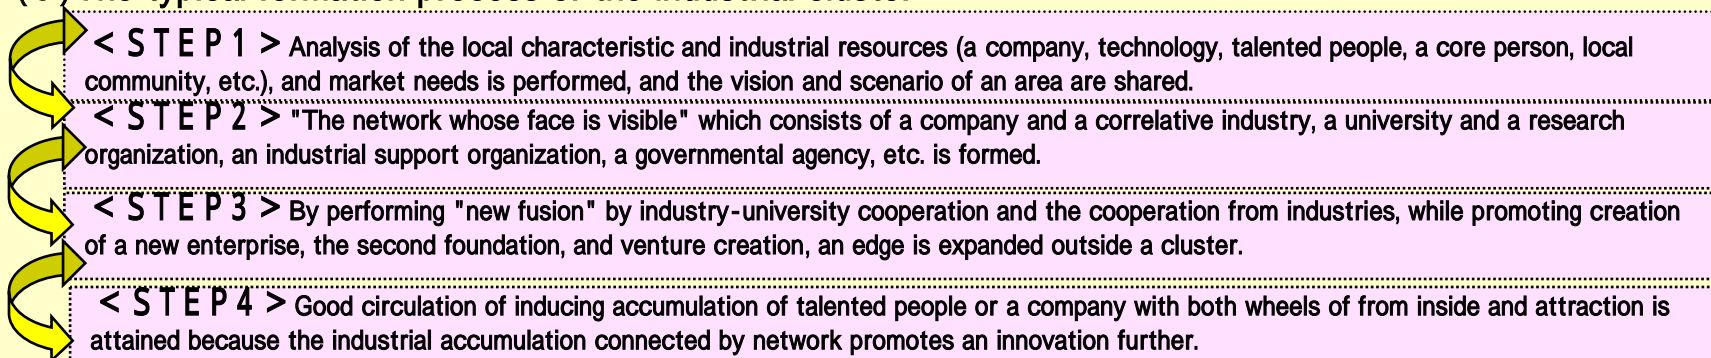 < S T E P 1 > Analysis of the local characteristic and industrial resources (a company, technology, talented people, a core person, local
community, etc.), and market needs is performed, and the vision and scenario of an area are shared.
< S T E P 2 > "The network whose face is visible" which consists of a company and a correlative industry, a university and a research
organization, an industrial support organization, a governmental agency, etc. is formed.
< S T E P 3 > By performing "new fusion" by industry-university cooperation and the cooperation from industries, while promoting creation
of a new enterprise, the second foundation, and venture creation, an edge is expanded outside a cluster.
< S T E P 4 > Good circulation of inducing accumulation of talented people or a company with both wheels of from inside and attraction is
attained because the industrial accumulation connected by network promotes an innovation further.